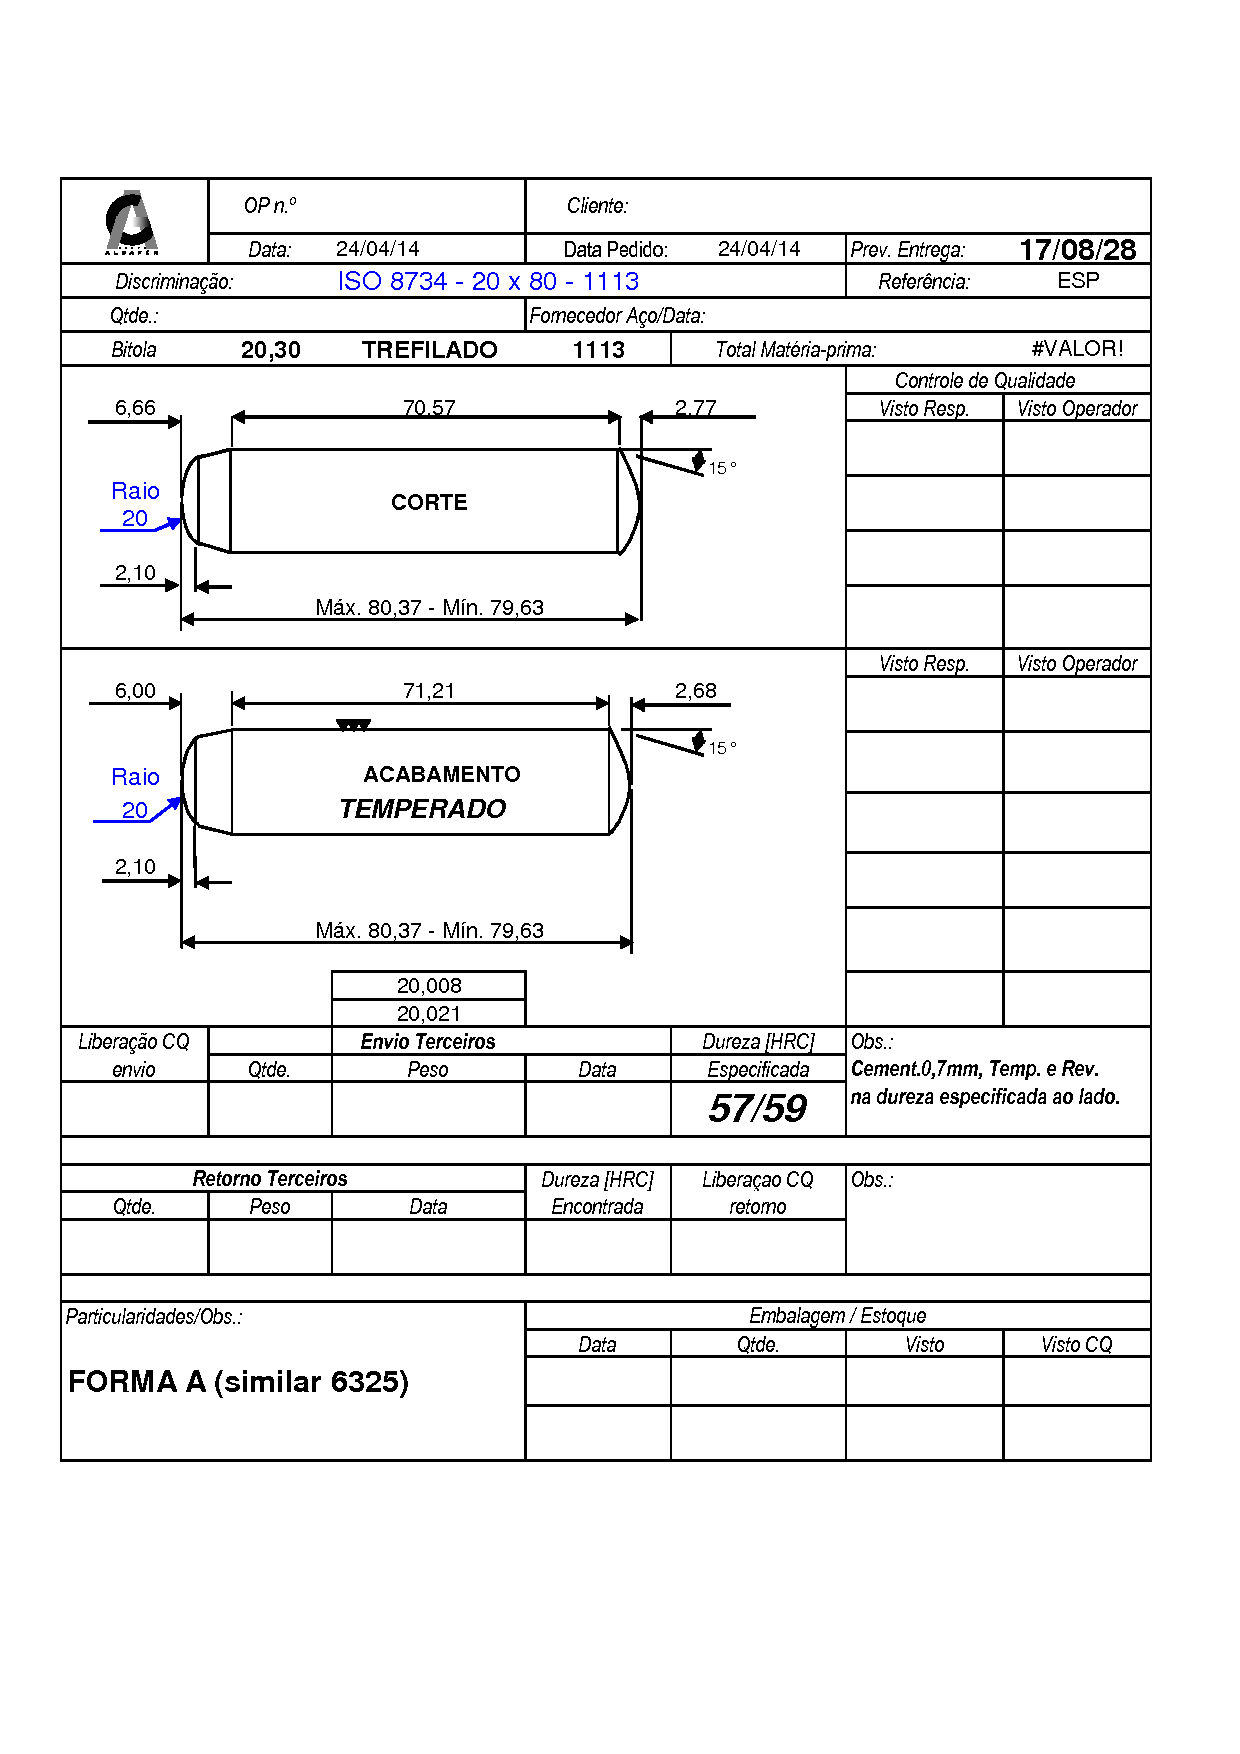 ALBAFER
OP n.º
Cliente:
Data: 24/04/14
Data Pedido: 24/04/14
Prev. Entrega: 17/08/28
Discriminação: ISO 8734 - 20 x 80 - 1113
Referência: ESP
Qtde.:
Fornecedor Aço/Data:
Bitola 20,30 TREFILADO 1113
Total Matéria-prima: #VALOR!
Controle de Qualidade
Visto Resp. Visto Operador
6,66 70,57 2,77
15 º
Raio
20
CORTE
2,10
Máx. 80,37 - Mín. 79,63
Visto Resp. Visto Operador
6,00 71,21 2,68
15 º
Raio
20
ACABAMENTO
TEMPERADO
2,10
Máx. 80,37 - Mín. 79,63
20,008
20,021
Liberação CQ
envio
Envio Terceiros
Qtde. Peso Data
Dureza [HRC]
Especificada
57/59
Obs.:
Cement.0,7mm, Temp. e Rev.
na dureza especificada ao lado.
Retorno Terceiros
Qtde. Peso Data
Dureza [HRC]
Encontrada
Liberaçao CQ
retorno
Obs.:
Particularidades/Obs.:
FORMA A (similar 6325)
Embalagem / Estoque
Data Qtde. Visto Visto CQ